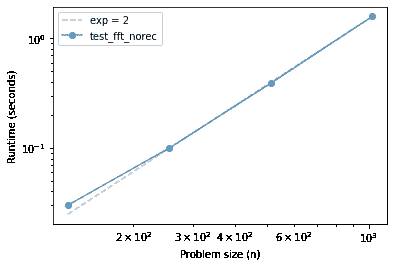 exp = 2
test_fft_norec
10⁰
10⁻¹
Runtime (seconds)
2 × 10² 3 × 10² 4 × 10² 6 × 10² 10³
Problem size (n)